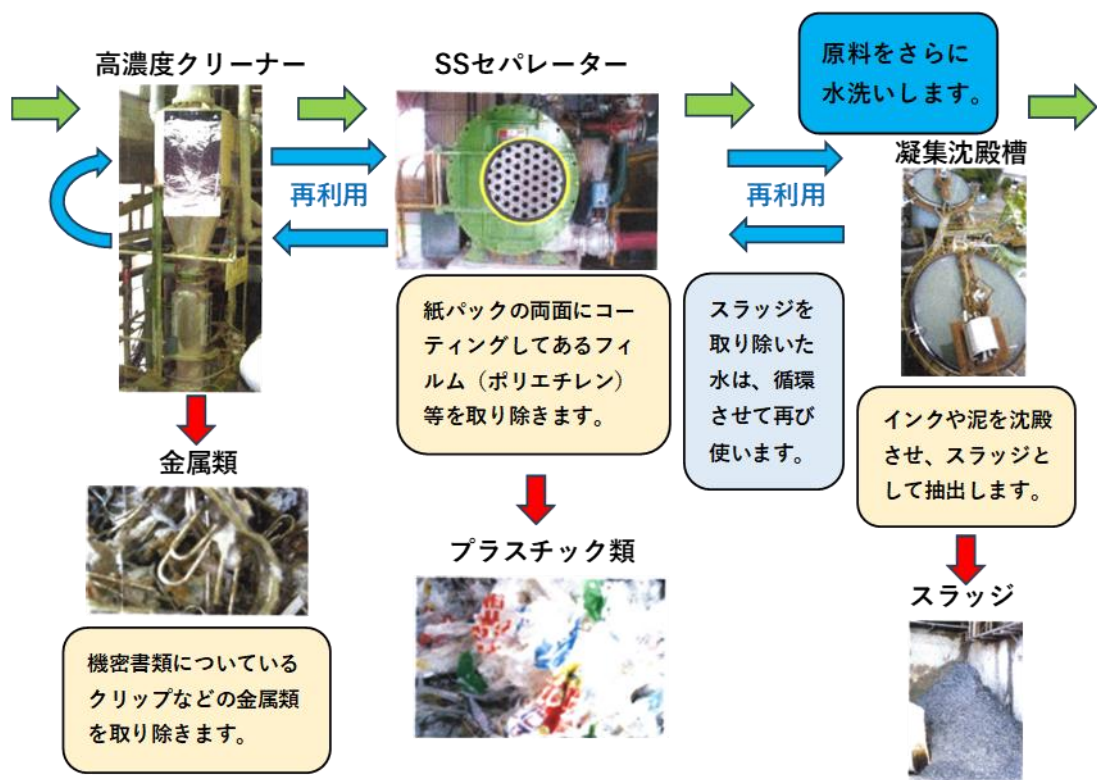 高濃度クリーナー
SSセパレーター
原料をさらに
水洗いします。
凝集沈殿槽
再利用
再利用
紙パックの両面にコー
ティングしてあるフィ
ルム（ポリエチレン）
等を取り除きます。
スラッジを
取り除いた
水は、循環
させて再び
使います。
インクや泥を沈殿
させ、スラッジと
して抽出します。
金属類
プラスチック類
スラッジ
機密書類についている
クリップなどの金属類
を取り除きます。